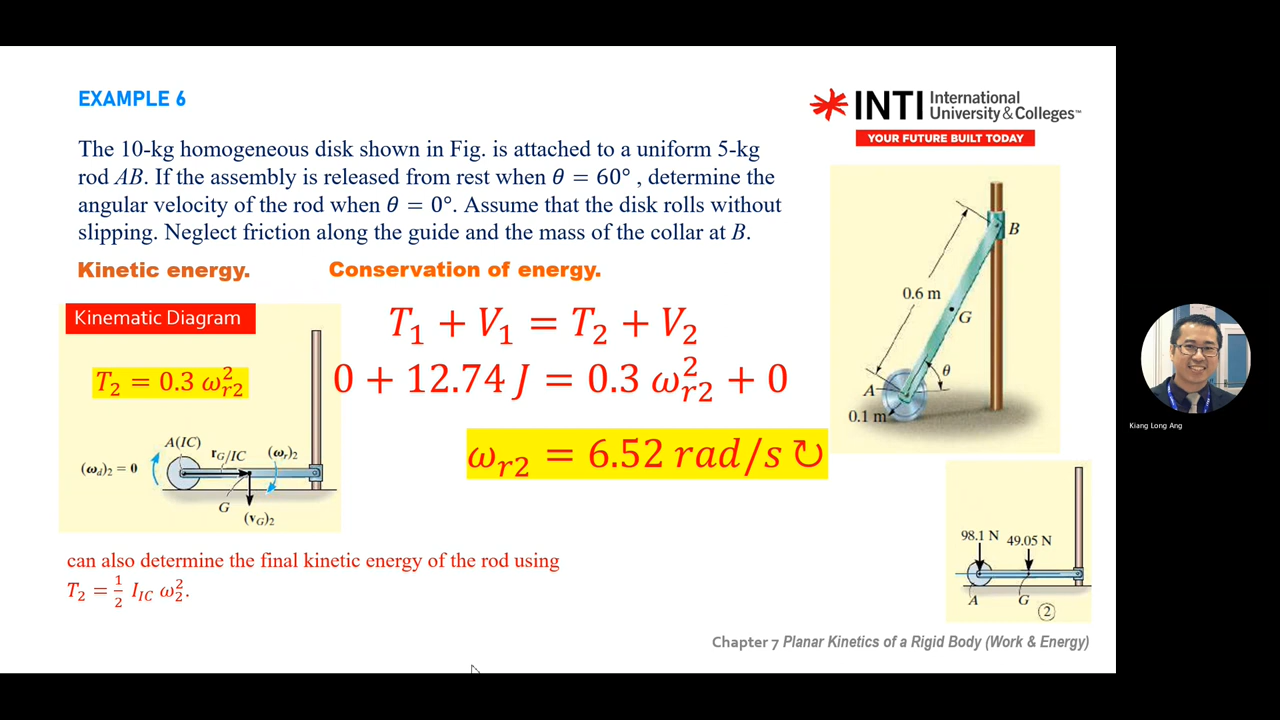 EXAMPLE 6
INTI International
University & Colleges™
YOUR FUTURE BUILT TODAY
The 10-kg homogeneous disk shown in Fig. is attached to a uniform 5-kg
rod AB. If the assembly is released from rest when θ = 60° , determine the
angular velocity of the rod when θ = 0°. Assume that the disk rolls without
slipping. Neglect friction along the guide and the mass of the collar at B.
Kinetic energy.
Conservation of energy.
Kinematic Diagram
T₂ = 0.3 ω²ᵣ₂
A(IC)
r_G/IC
(ωᵣ)₂
(ω_d)₂ = 0
G
(v_G)₂
T₁ + V₁ = T₂ + V₂
0 + 12.74 J = 0.3 ω²ᵣ₂ + 0
ωᵣ₂ = 6.52 rad/s ↻
B
0.6 m
G
θ
A
0.1 m
Kiang Long Ang
can also determine the final kinetic energy of the rod using
T₂ = ½ I_IC ω₂².
98.1 N
49.05 N
A
G
②
Chapter 7 Planar Kinetics of a Rigid Body (Work & Energy)